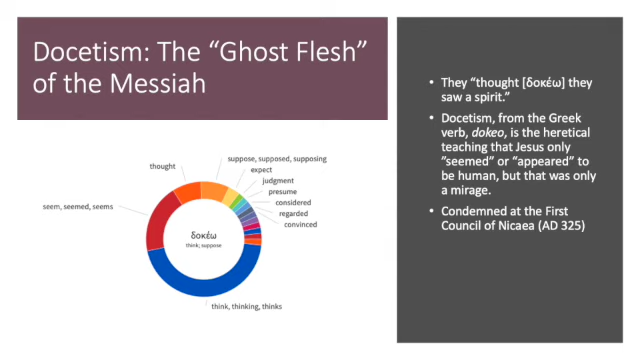 Docetism: The “Ghost Flesh”
of the Messiah
thought
suppose, supposed, supposing
expect
judgment
presume
considered
regarded
convinced
seem, seemed, seems
δοκέω
think; suppose
think, thinking, thinks
• They “thought [δοκέω] they
saw a spirit.”
• Docetism, from the Greek
verb, dokeo, is the heretical
teaching that Jesus only
”seemed” or “appeared” to
be human, but that was only
a mirage.
• Condemned at the First
Council of Nicaea (AD 325)